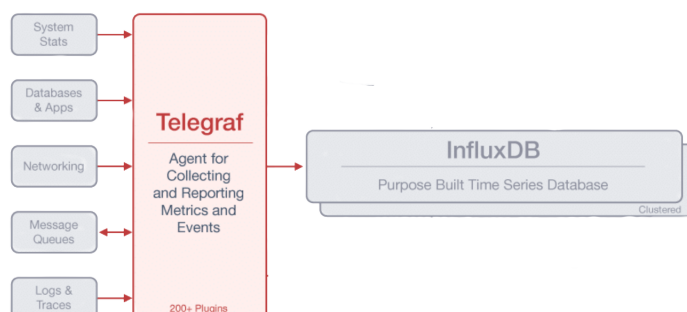 System
Stats
Databases
& Apps
Networking
Message
Queues
Logs &
Traces
Telegraf
Agent for
Collecting
and Reporting
Metrics and
Events
200+ Plugins
InfluxDB
Purpose Built Time Series Database
Clustered